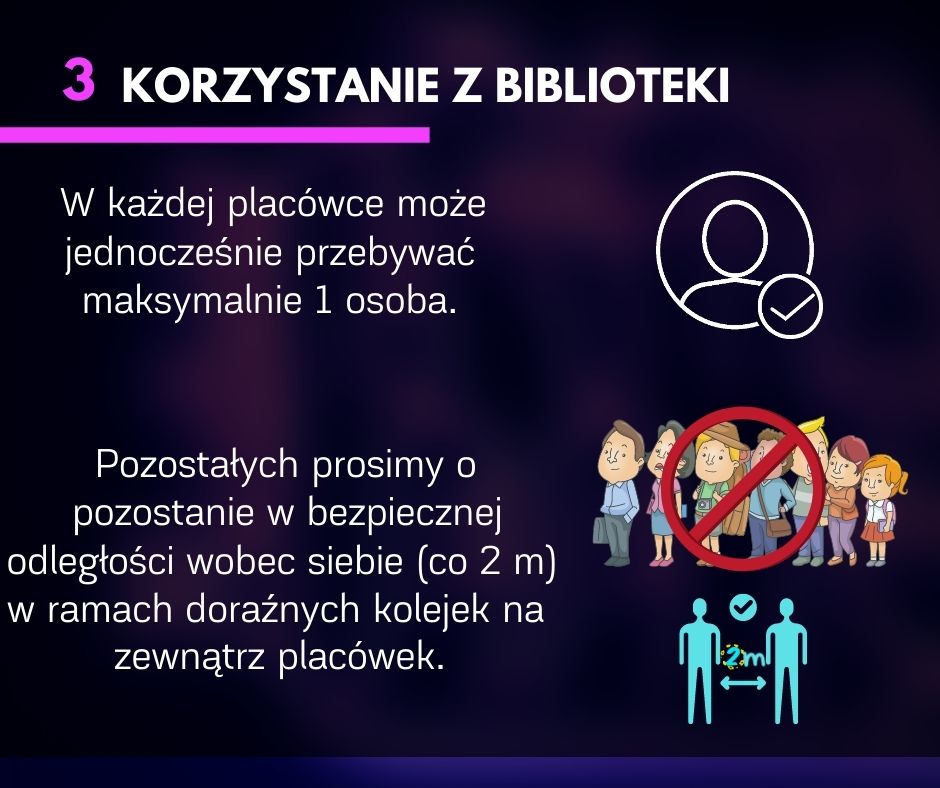 3 KORZYSTANIE Z BIBLIOTEKI
W każdej placówce może
jednocześnie przebywać
maksymalnie 1 osoba.
Pozostałych prosimy o
pozostanie w bezpiecznej
odległości wobec siebie (co 2 m)
w ramach doraźnych kolejek na
zewnątrz placówek.
2m